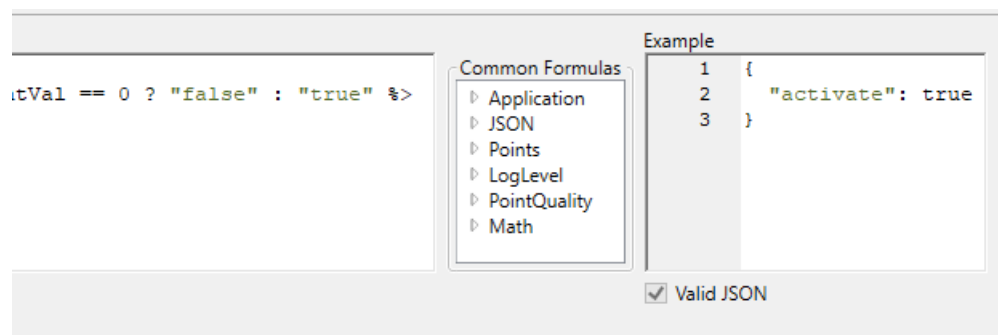 Example
Common Formulas
ıtVal == 0 ? "false" : "true" %>
Application
JSON
Points
LogLevel
PointQuality
Math
1 {
2 "activate": true
3 }
Valid JSON